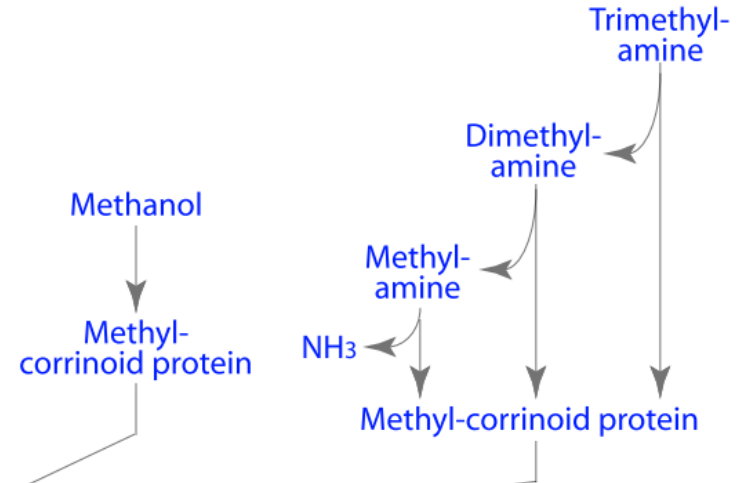 Trimethyl-
amine
Dimethyl-
amine
Methanol
Methyl-
amine
Methyl-
corrinoid protein
NH3
Methyl-corrinoid protein